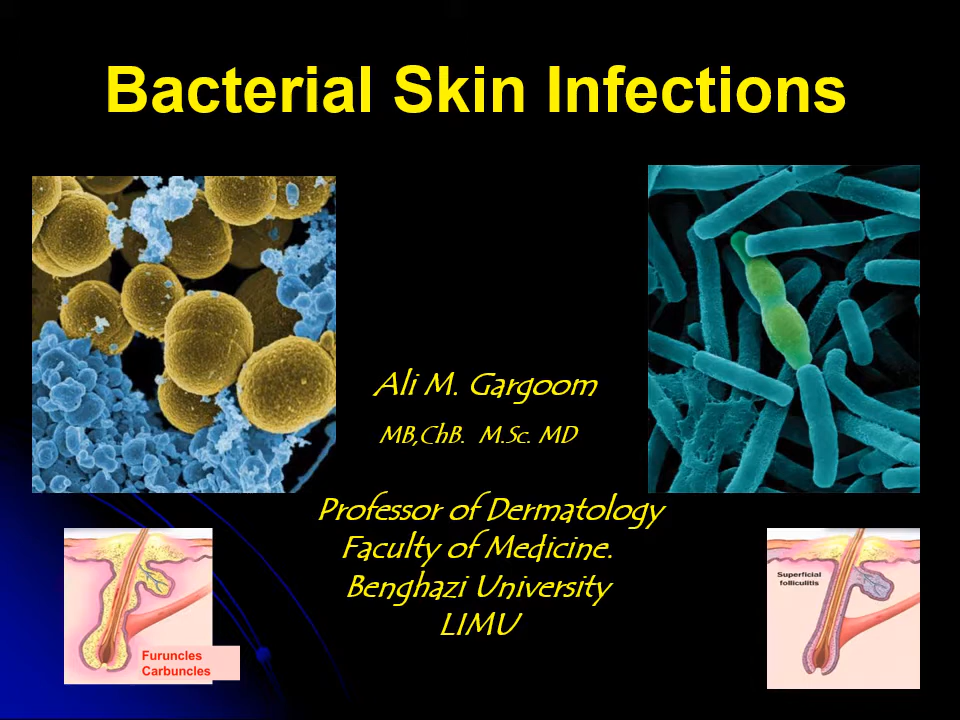 Bacterial Skin Infections
Ali M. Gargoom
MB,ChB. M.Sc. MD
Professor of Dermatology
Faculty of Medicine.
Benghazi University
LIMU
Furuncles
Carbuncles
Superficial
folliculitis